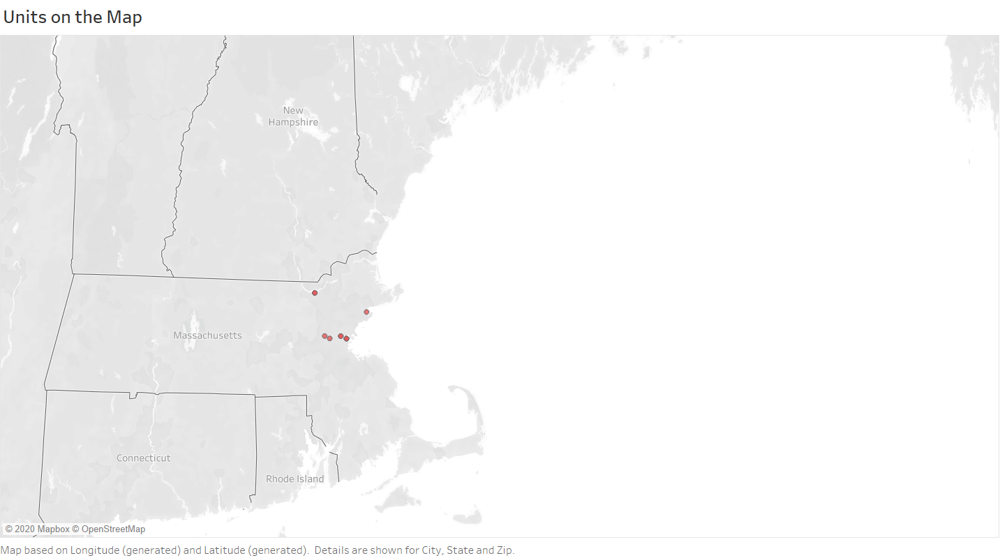 Units on the Map
New
Hampshire
Massachusetts
Connecticut
Rhode Island
© 2020 Mapbox © OpenStreetMap
Map based on Longitude (generated) and Latitude (generated).  Details are shown for City, State and Zip.